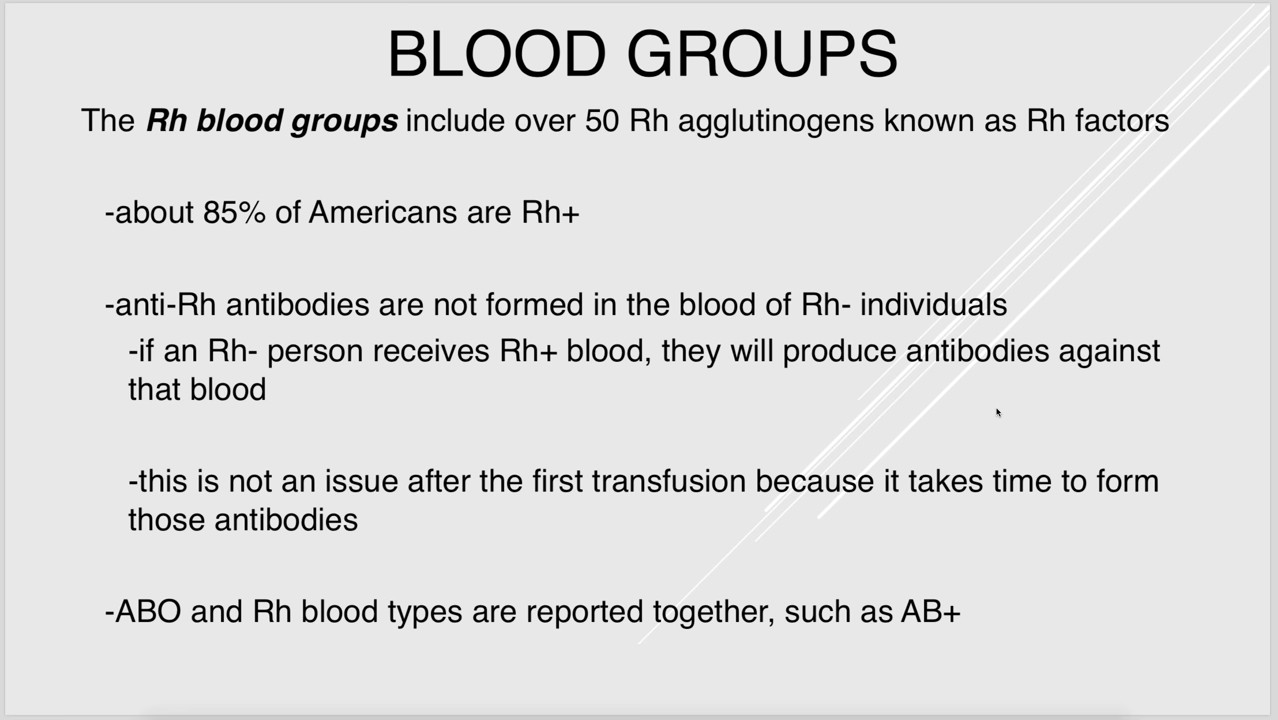 BLOOD GROUPS
The Rh blood groups include over 50 Rh agglutinogens known as Rh factors
-about 85% of Americans are Rh+
-anti-Rh antibodies are not formed in the blood of Rh- individuals
-if an Rh- person receives Rh+ blood, they will produce antibodies against
that blood
-this is not an issue after the first transfusion because it takes time to form
those antibodies
-ABO and Rh blood types are reported together, such as AB+